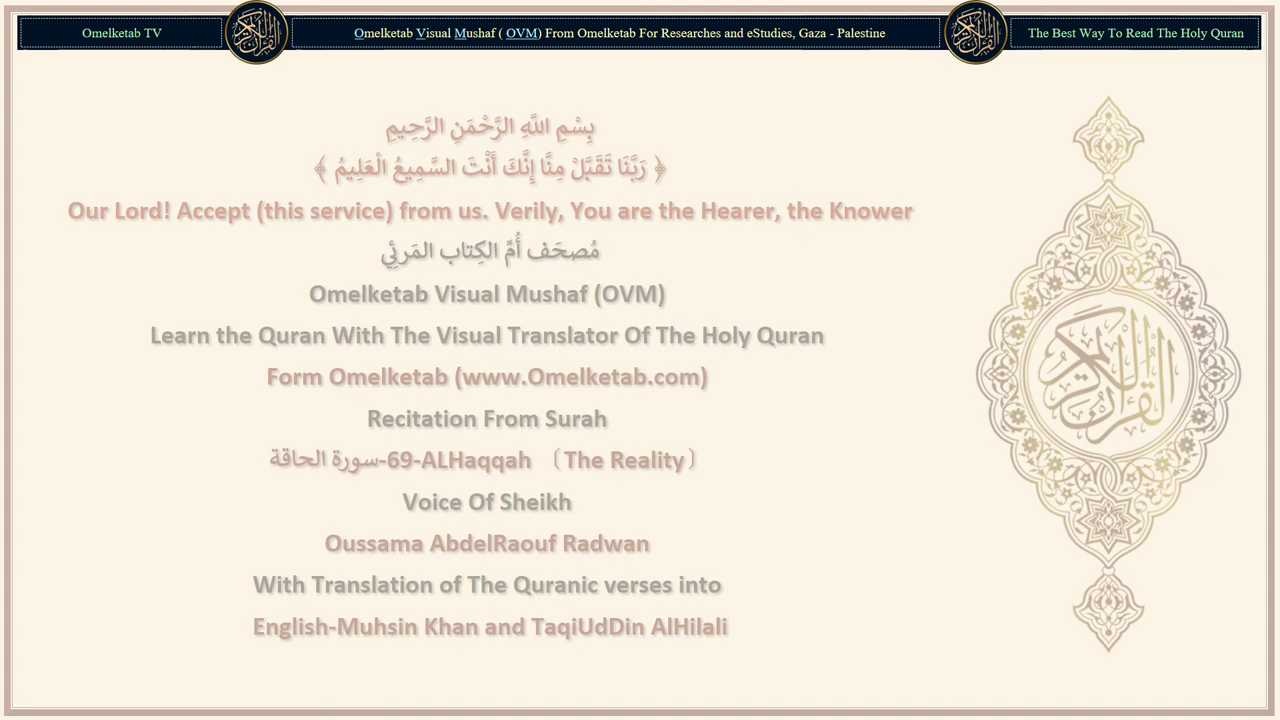 Omelketab TV
Omelketab Visual Mushaf ( OVM) From Omelketab For Researches and eStudies, Gaza - Palestine
The Best Way To Read The Holy Quran
بِسْمِ اللَّهِ الرَّحْمَنِ الرَّحِيمِ
﴿ رَبَّنَا تَقَبَّلْ مِنَّا إِنَّكَ أَنْتَ السَّمِيعُ الْعَلِيمُ ﴾
Our Lord! Accept (this service) from us. Verily, You are the Hearer, the Knower
مُصحَف أُمِّ الكِتاب المَرئِي
Omelketab Visual Mushaf (OVM)
Learn the Quran With The Visual Translator Of The Holy Quran
Form Omelketab (www.Omelketab.com)
Recitation From Surah
سورة الحاقة-69-ALHaqqah 〔The Reality〕
Voice Of Sheikh
Oussama AbdelRaouf Radwan
With Translation of The Quranic verses into
English-Muhsin Khan and TaqiUdDin AlHilali
القرآن الكريم